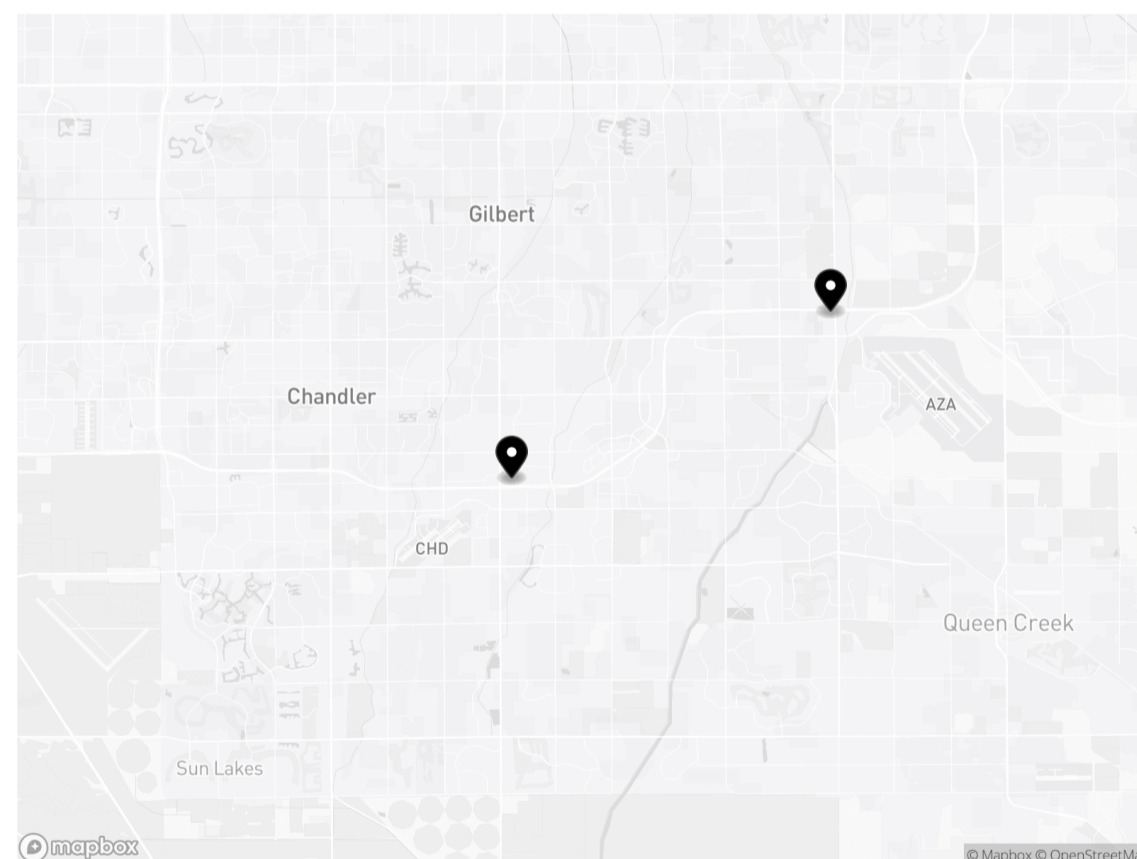 Gilbert
Chandler
AZA
CHD
Queen Creek
Sun Lakes
mapbox
© Mapbox © OpenStreetM